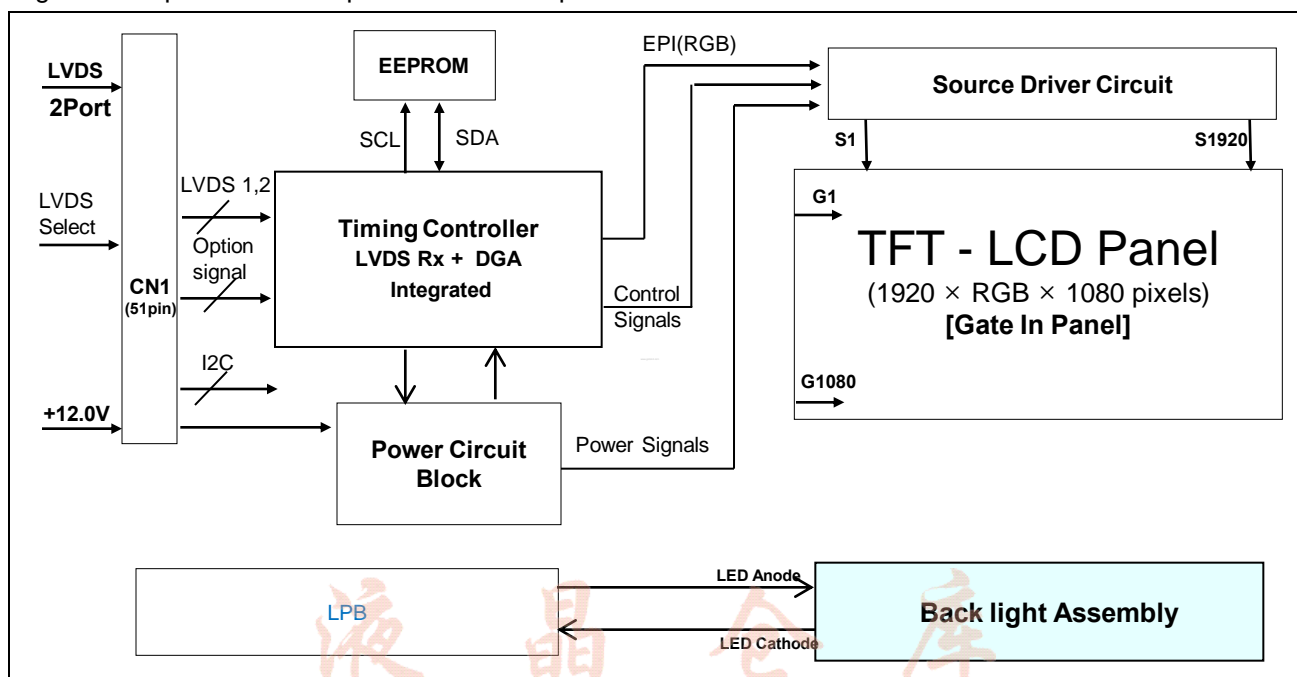 EPI(RGB)
LVDS
2Port
EEPROM
Source Driver Circuit
SCL
SDA
S1
S1920
LVDS 1,2
LVDS
Select
Option
signal
Timing Controller
LVDS Rx + DGA
Integrated
G1
TFT - LCD Panel
(1920 × RGB × 1080 pixels)
[Gate In Panel]
CN1
(51pin)
Control
Signals
I2C
G1080
+12.0V
Power Circuit
Block
Power Signals
LPB
LED Anode
LED Cathode
Back light Assembly
液晶仓库